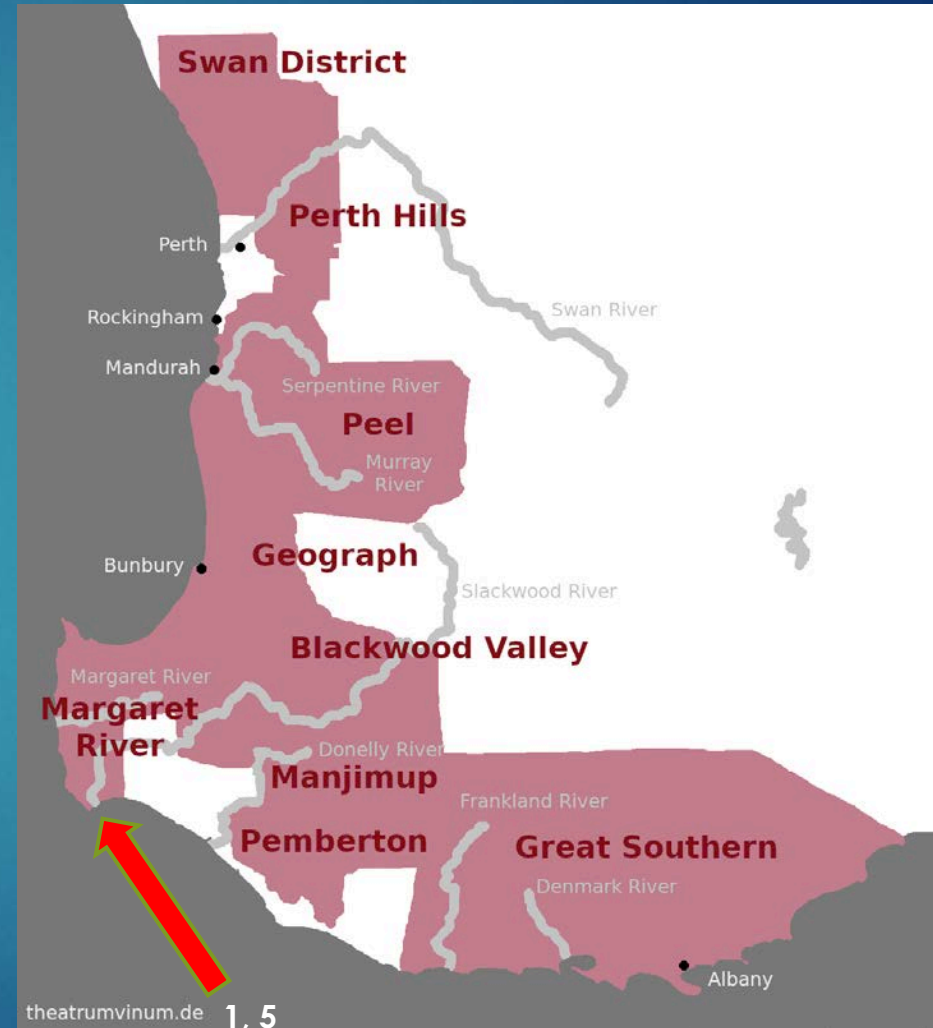 Swan District
Perth Hills
Perth
Swan River
Rockingham
Mandurah
Serpentine River
Peel
Murray
River
Geograph
Bunbury
Slackwood River
Blackwood Valley
Margaret River
Margaret
River
Donelly River
Manjimup
Frankland River
Pemberton
Great Southern
Denmark River
Albany
theatrumvinum.de
1, 5